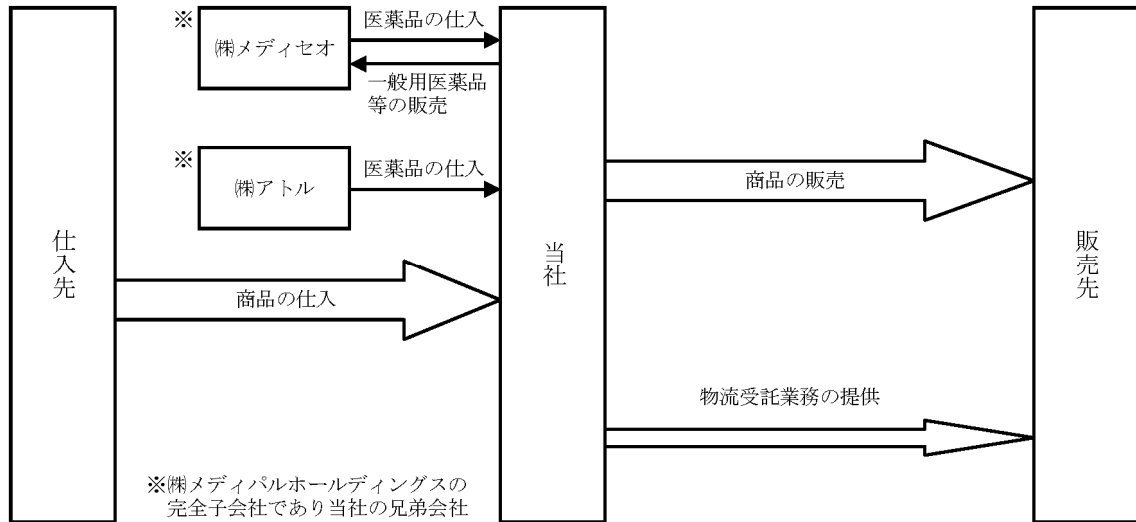 ※
医薬品の仕入
㈱メディセオ
一般用医薬品
等の販売
※
医薬品の仕入
㈱アトル
商品の販売
仕入先
当社
販売先
商品の仕入
物流受託業務の提供
※㈱メディパルホールディングスの
完全子会社であり当社の兄弟会社